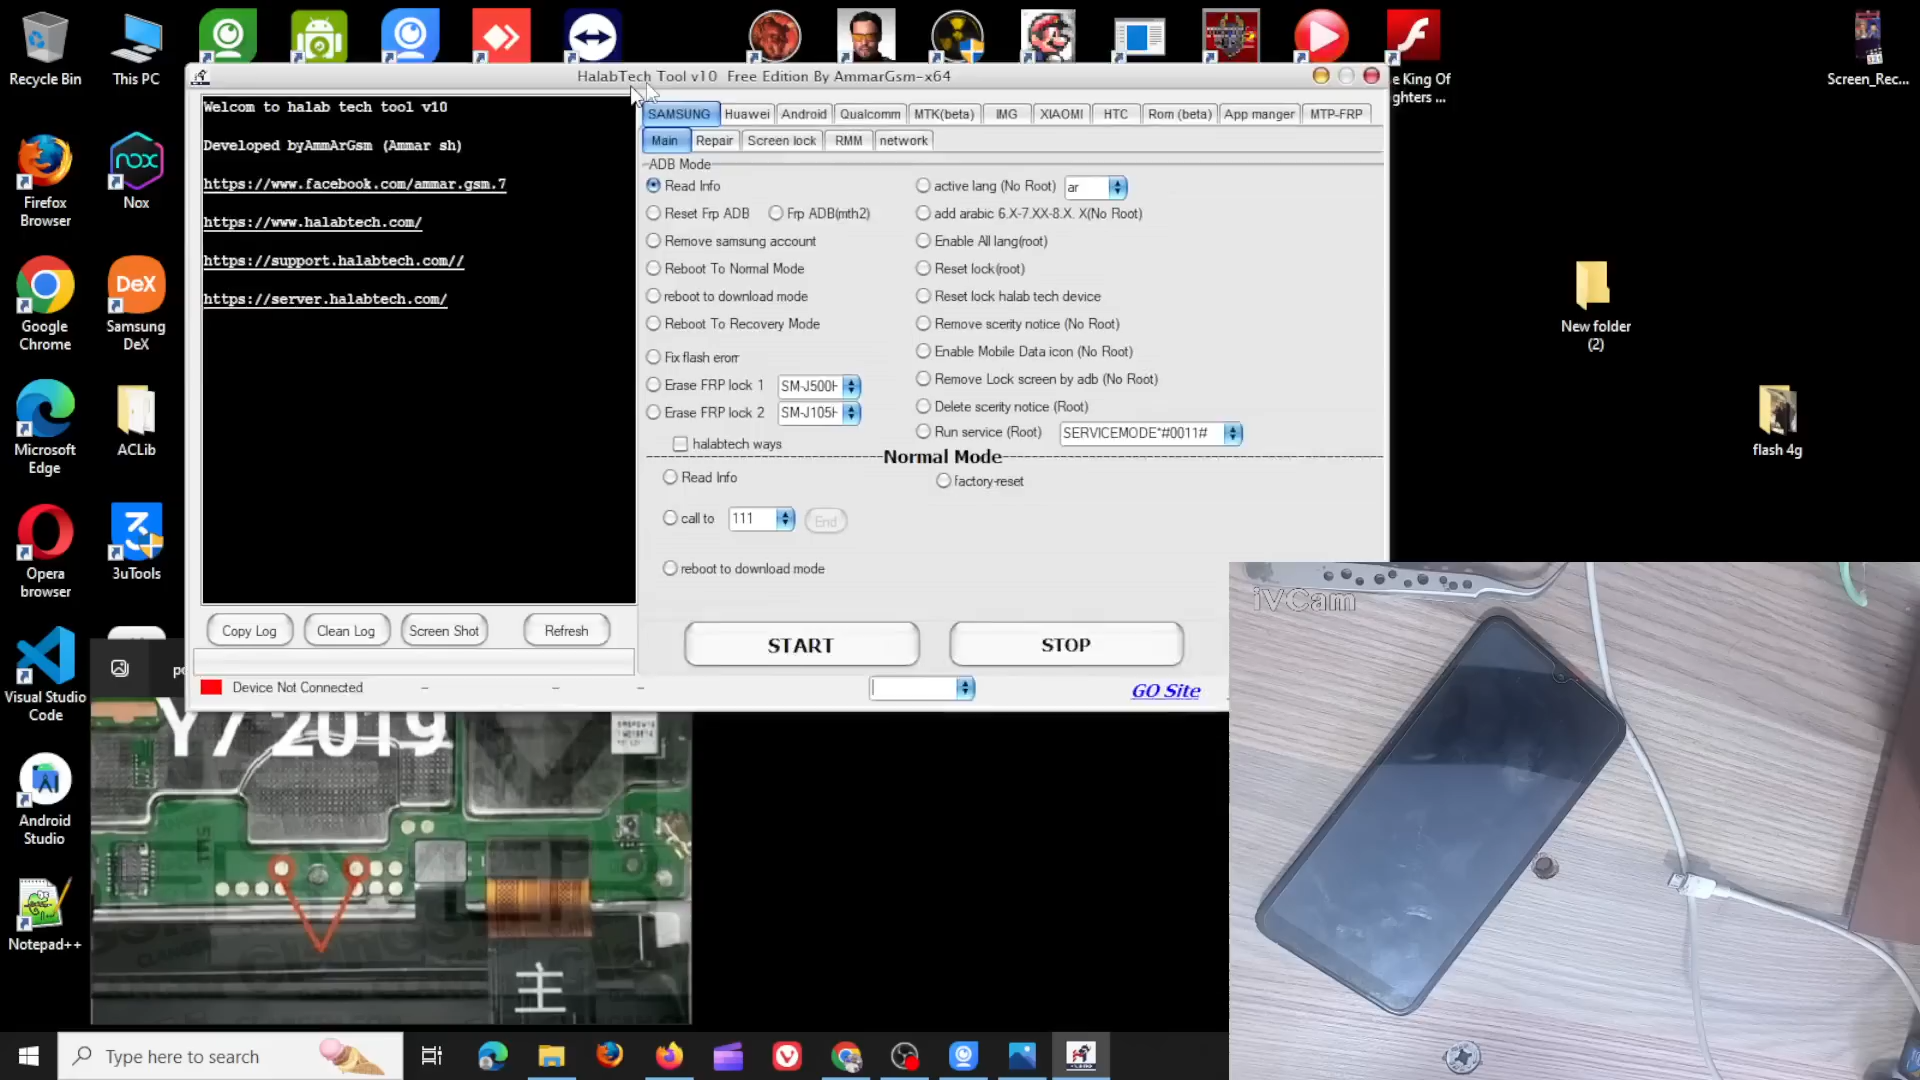 Recycle Bin
This PC
e King Of
ghters ...
Screen_Rec...
Firefox
Browser
Nox
Google
Chrome
DeX
Samsung
DeX
Microsoft
Edge
ACLib
Opera
browser
3uTools
Visual Studio
Code
Android
Studio
Notepad++
New folder
(2)
flash 4g
HalabTech Tool v10 Free Edition By AmmarGsm-x64
Welcom to halab tech tool v10
Developed byAmmArGsm (Ammar sh)
https://www.facebook.com/ammar.gsm.7
https://www.halabtech.com/
https://support.halabtech.com//
https://server.halabtech.com/
SAMSUNG Huawei Android Qualcomm MTK(beta) IMG XIAOMI HTC Rom (beta) App manger MTP-FRP
Main Repair Screen lock RMM network
ADB Mode
Read Info
Reset Frp ADB Frp ADB(mth2)
Remove samsung account
Reboot To Normal Mode
reboot to download mode
Reboot To Recovery Mode
Fix flash erorr
Erase FRP lock 1 SM-J500H
Erase FRP lock 2 SM-J105H
halabtech ways
active lang (No Root) ar
add arabic 6.X-7.XX-8.X. X(No Root)
Enable All lang(root)
Reset lock(root)
Reset lock halab tech device
Remove scerity notice (No Root)
Enable Mobile Data icon (No Root)
Remove Lock screen by adb (No Root)
Delete scerity notice (Root)
Run service (Root) SERVICEMODE*#0011#
Normal Mode
Read Info
factory-reset
call to 111 End
reboot to download mode
Copy Log Clean Log Screen Shot Refresh
START STOP
Device Not Connected - - -
GO Site
Y7 2019
主
iVCam
Type here to search